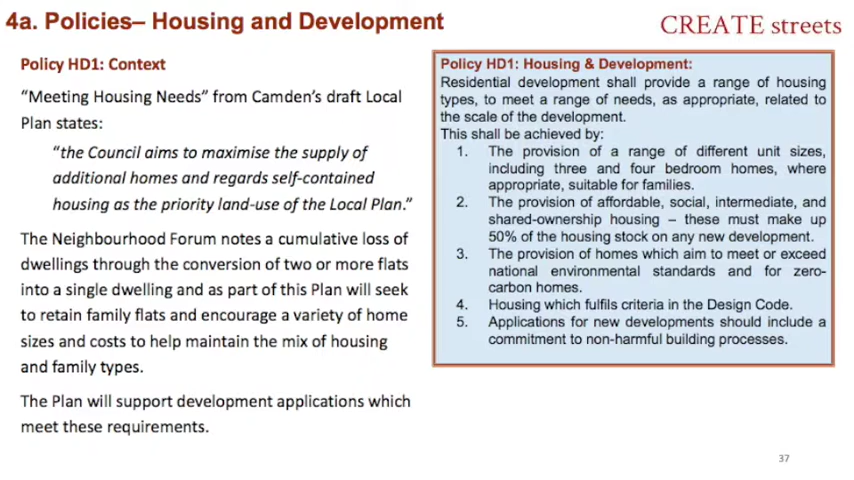 4a. Policies– Housing and Development
CREATE streets
Policy HD1: Context
“Meeting Housing Needs” from Camden’s draft Local
Plan states:
“the Council aims to maximise the supply of
additional homes and regards self-contained
housing as the priority land-use of the Local Plan.”
The Neighbourhood Forum notes a cumulative loss of
dwellings through the conversion of two or more flats
into a single dwelling and as part of this Plan will seek
to retain family flats and encourage a variety of home
sizes and costs to help maintain the mix of housing
and family types.
The Plan will support development applications which
meet these requirements.
Policy HD1: Housing & Development:
Residential development shall provide a range of housing
types, to meet a range of needs, as appropriate, related to
the scale of the development.
This shall be achieved by:
1. The provision of a range of different unit sizes,
including three and four bedroom homes, where
appropriate, suitable for families.
2. The provision of affordable, social, intermediate, and
shared-ownership housing – these must make up
50% of the housing stock on any new development.
3. The provision of homes which aim to meet or exceed
national environmental standards and for zero-
carbon homes.
4. Housing which fulfils criteria in the Design Code.
5. Applications for new developments should include a
commitment to non-harmful building processes.
37